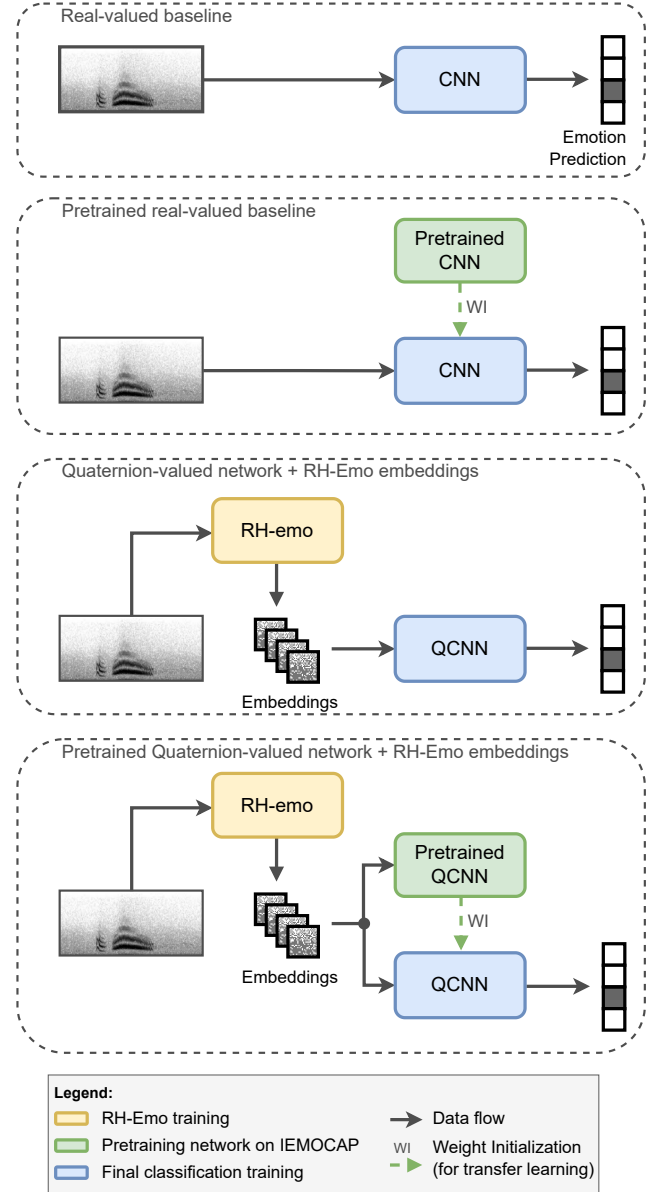 Real-valued baseline
CNN
Emotion
Prediction
Pretrained real-valued baseline
Pretrained
CNN
WI
CNN
Quaternion-valued network + RH-Emo embeddings
RH-emo
QCNN
Embeddings
Pretrained Quaternion-valued network + RH-Emo embeddings
RH-emo
Pretrained
QCNN
WI
Embeddings
QCNN
Legend:
RH-Emo training
Data flow
Pretraining network on IEMOCAP
WI
Weight Initialization
(for transfer learning)
Final classification training